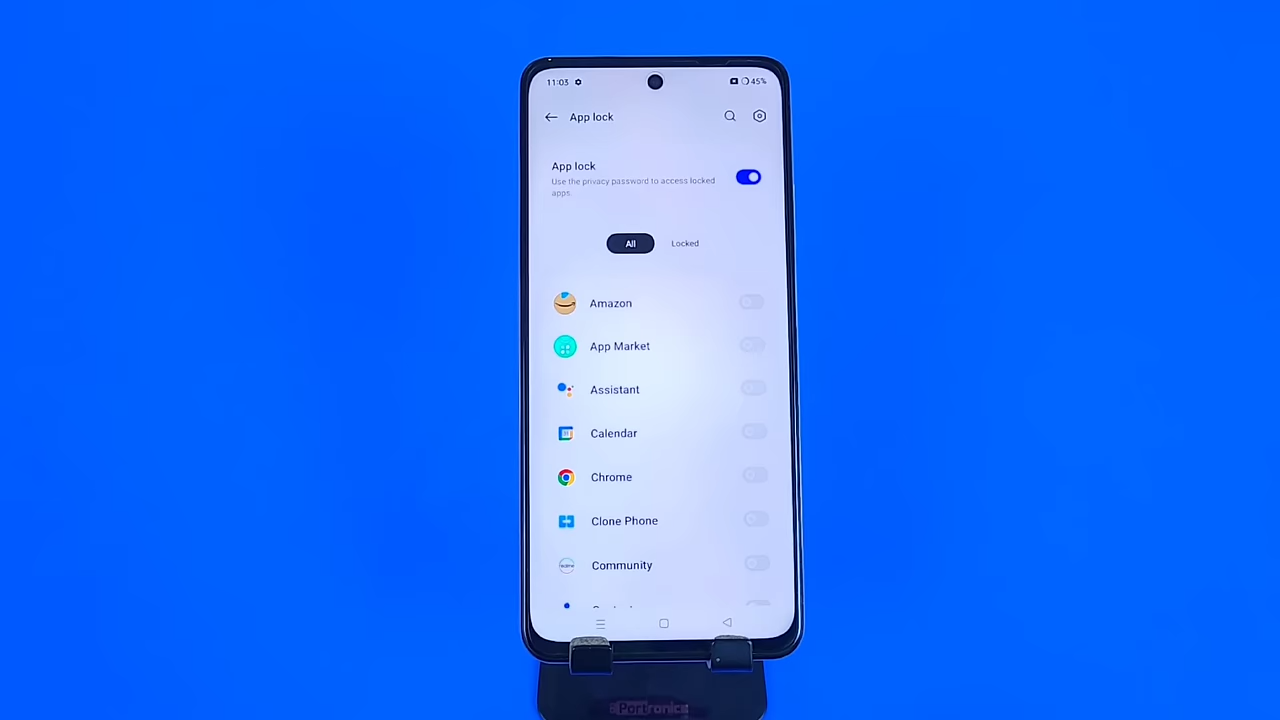 11:03 45%
App lock
App lock
Use the privacy password to access locked
apps.
All Locked
Amazon
App Market
Assistant
Calendar
Chrome
Clone Phone
realme
Community
Portronics